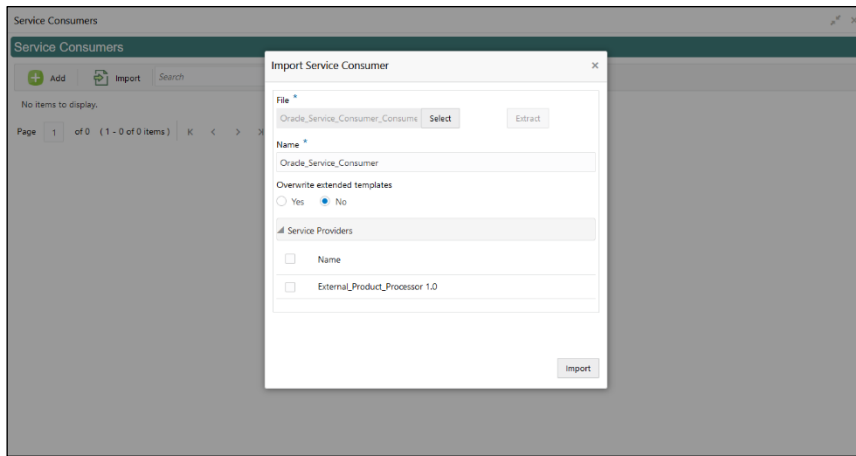 Service Consumers
Service Consumers
Add Import Search
No items to display.
Page 1 of 0 (1 - 0 of 0 items) K < >
Import Service Consumer ×
File *
Oracle_Service_Consumer_Consume Select Extract
Name *
Oracle_Service_Consumer
Overwrite extended templates
Yes No
Service Providers
Name
External_Product_Processor 1.0
Import